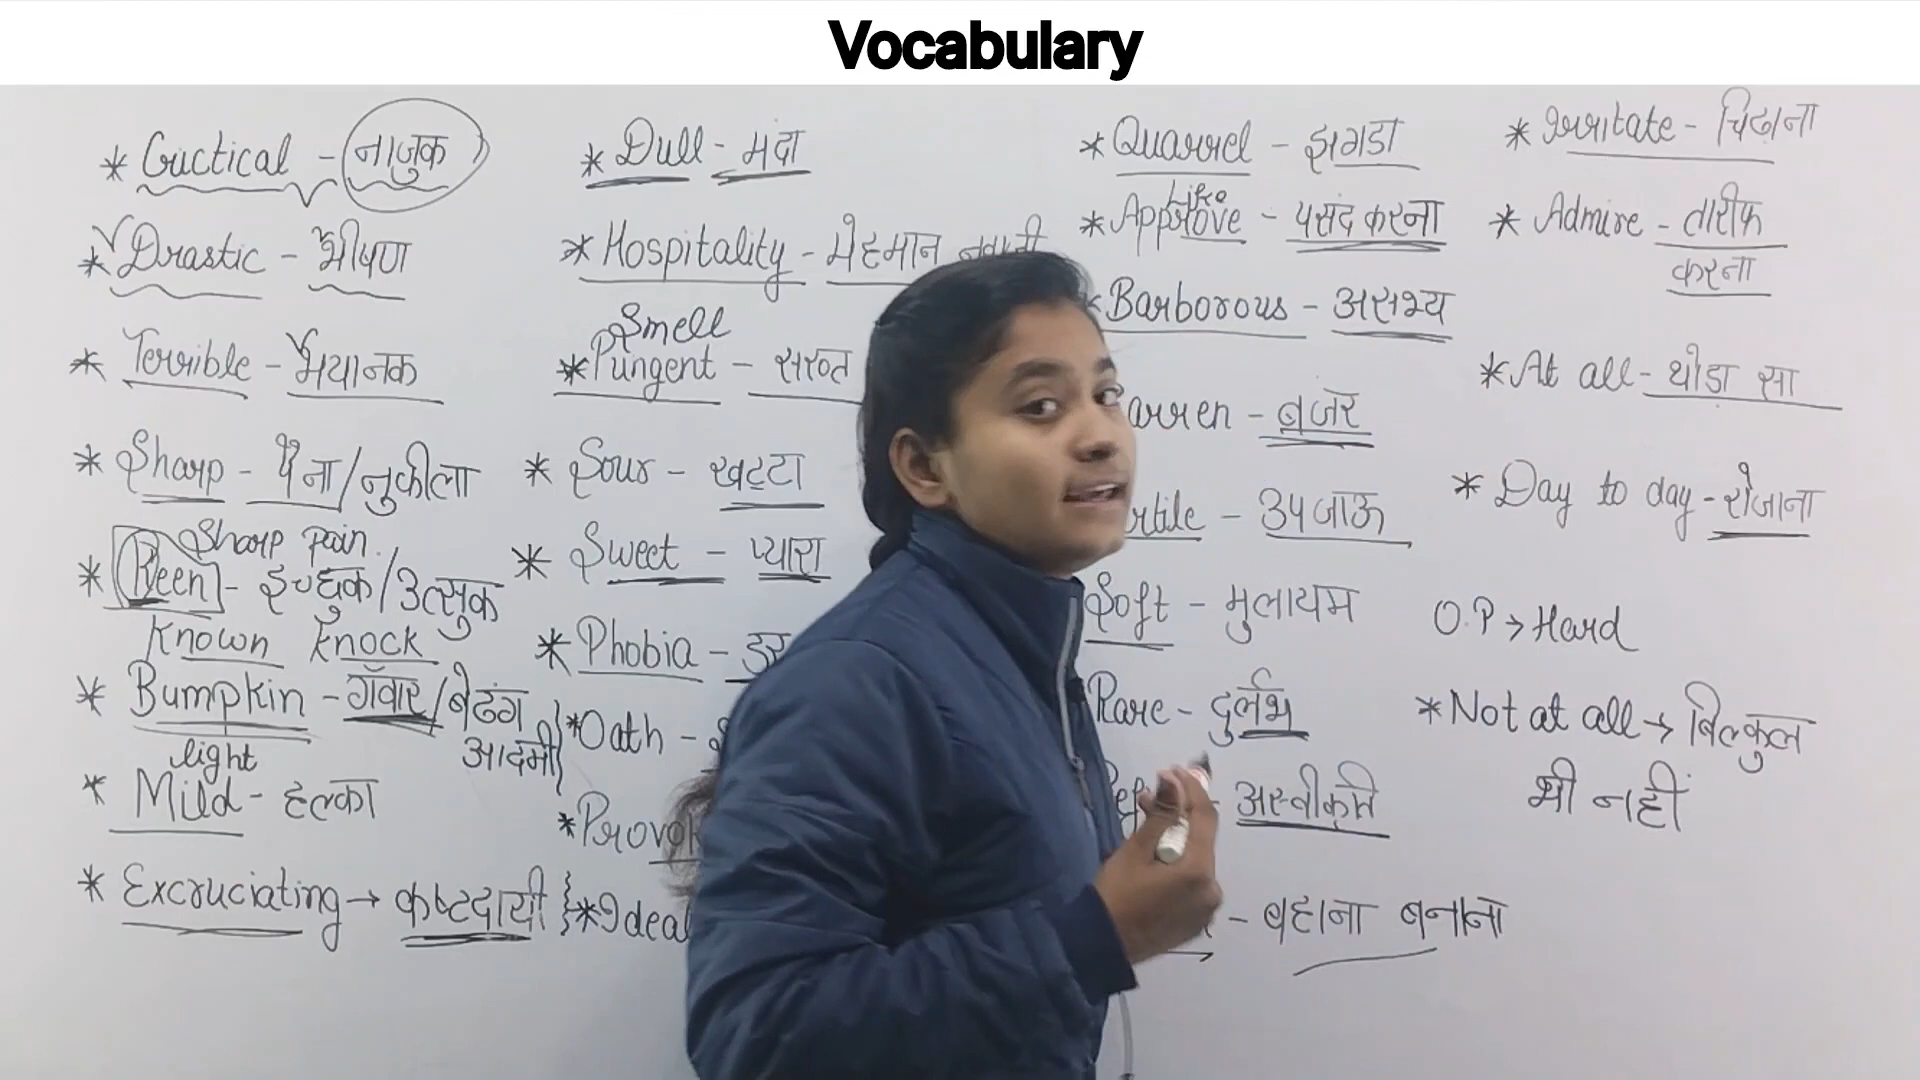 Vocabulary
* Cructical - नाजुक
* Drastic - भीषण
* Terrible - भयानक
* Sharp - पैना/नुकीला
Sharp pain.
* Keen - इच्छुक/उत्सुक
Known Knock
* Bumpkin - गँवार/बेढंग
आदमी
light
* Mild - हल्का
* Excruciating → कष्टदायी
* Dull - मंदा
* Hospitality - मेहमान
Smell
* Pungent - सख्त
* Sour - खट्टा
* Sweet - प्यारा
* Phobia - डर
* Oath -
* Provok
* Ideal
* Quarrel - झगडा
Like
* Approve - पसंद करना
* Barborous - असभ्य
arren - बंजर
rtile - उपजाऊ
Soft - मुलायम
O.P → Hard
Rare - दुर्लभ
- अस्वीकृति
- बहाना बनाना
* Irritate - चिढाना
* Admire - तारीफ
करना
* At all - थोडा सा
* Day to day - रोजाना
* Not at all → बिल्कुल
भी नहीं